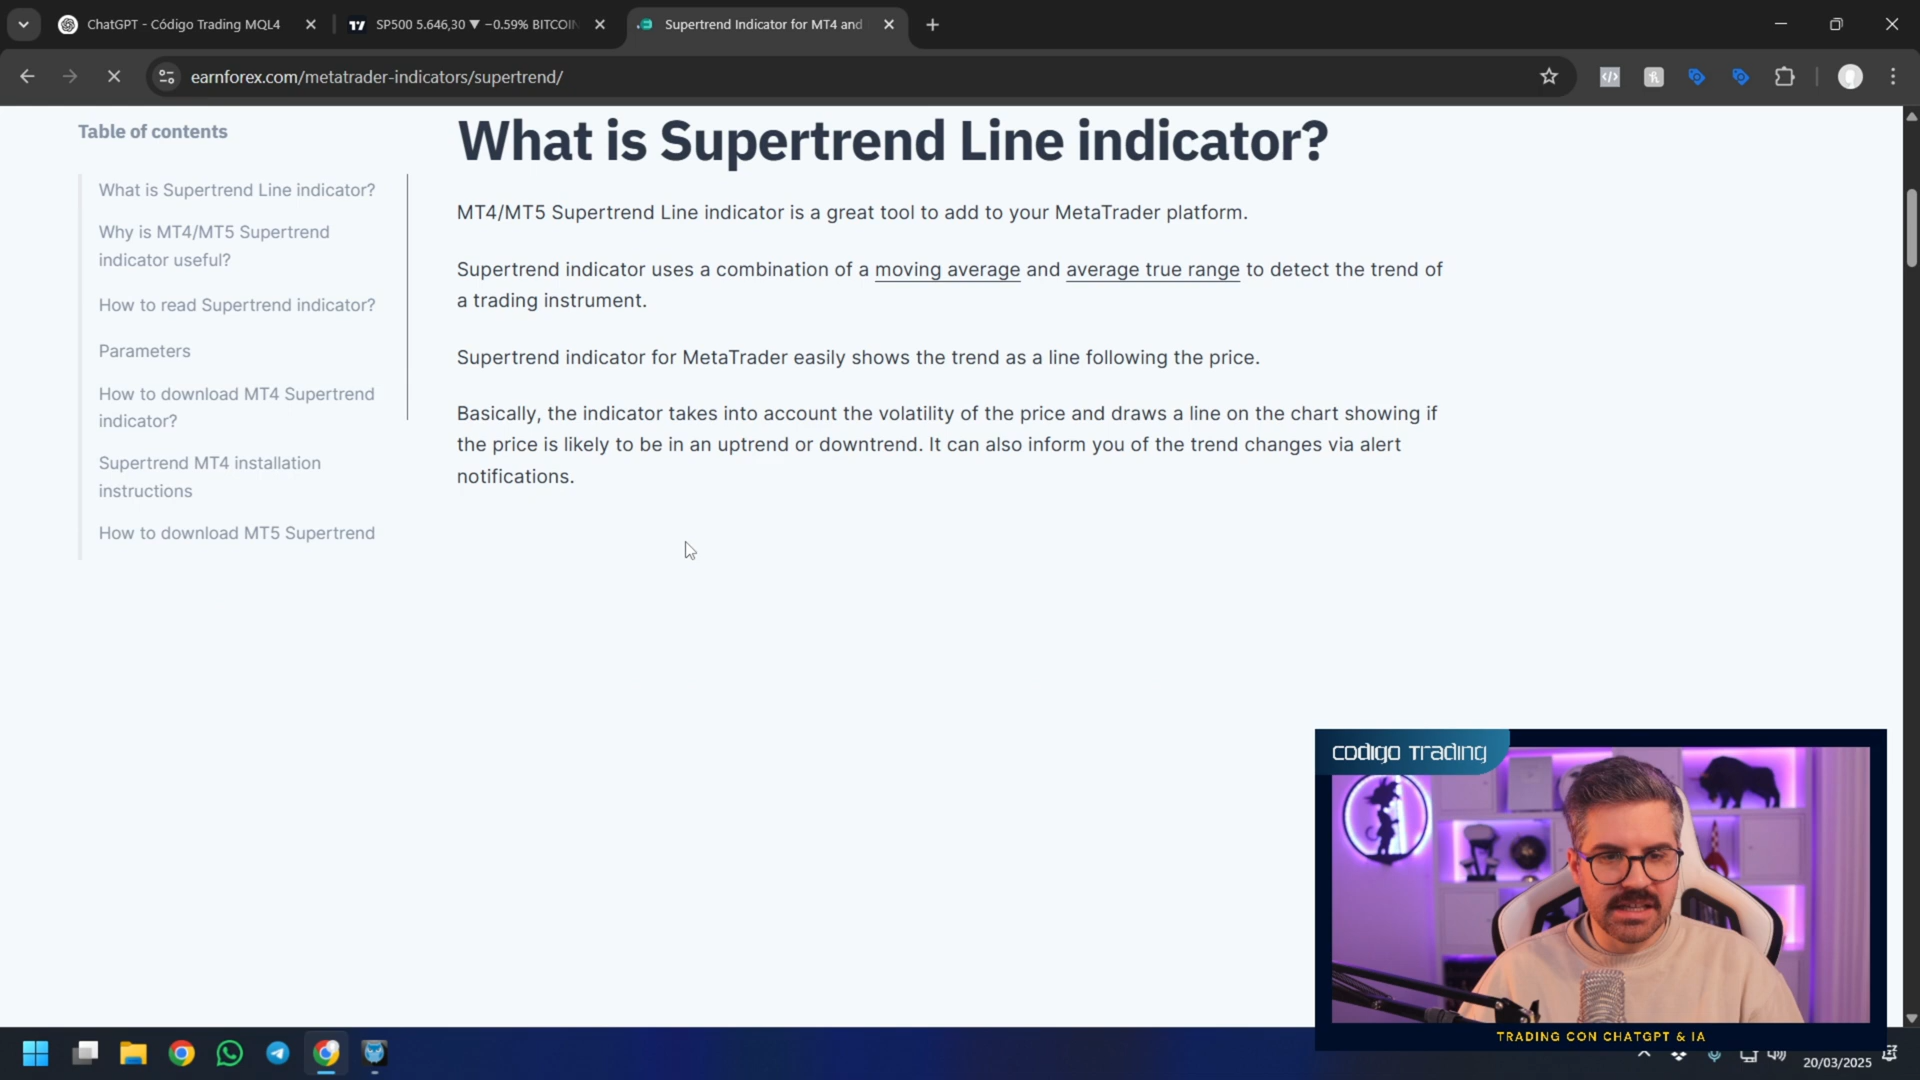 ChatGPT - Código Trading MQL4
SP500 5.646,30 ▼ −0.59% BITCOIN
Supertrend Indicator for MT4 and
earnforex.com/metatrader-indicators/supertrend/
Table of contents
What is Supertrend Line indicator?
Why is MT4/MT5 Supertrend
indicator useful?
How to read Supertrend indicator?
Parameters
How to download MT4 Supertrend
indicator?
Supertrend MT4 installation
instructions
How to download MT5 Supertrend
What is Supertrend Line indicator?
MT4/MT5 Supertrend Line indicator is a great tool to add to your MetaTrader platform.
Supertrend indicator uses a combination of a moving average and average true range to detect the trend of
a trading instrument.
Supertrend indicator for MetaTrader easily shows the trend as a line following the price.
Basically, the indicator takes into account the volatility of the price and draws a line on the chart showing if
the price is likely to be in an uptrend or downtrend. It can also inform you of the trend changes via alert
notifications.
codigo Trading
TRADING CON CHATGPT & IA
20/03/2025